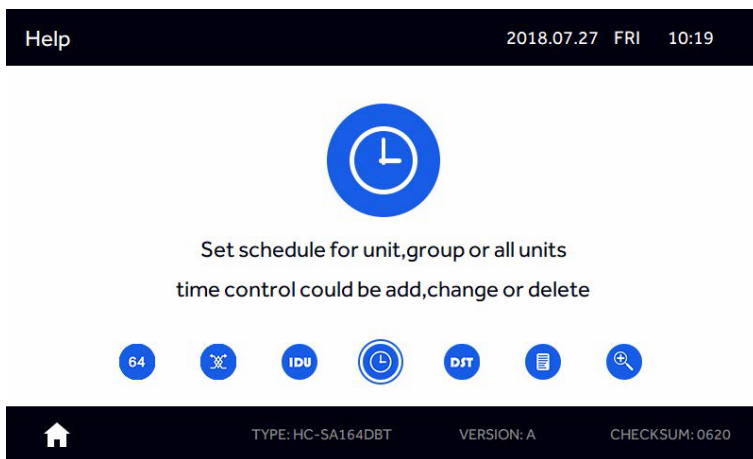 Help 2018.07.27 FRI 10:19
Set schedule for unit,group or all units
time control could be add,change or delete
64 IDU DST
TYPE: HC-SA164DBT VERSION: A CHECKSUM: 0620